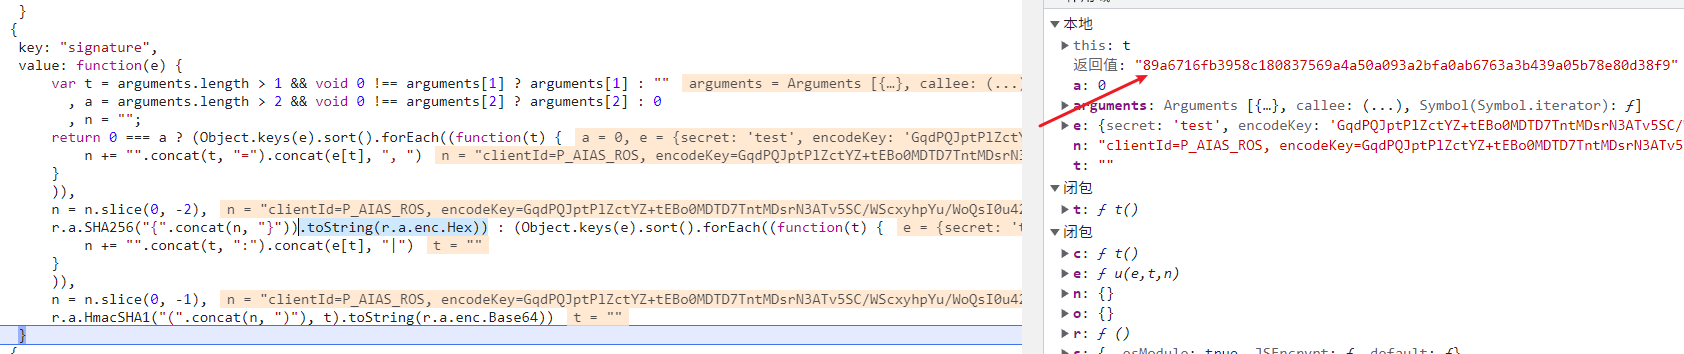 }
{
key: "signature",
value: function(e) {
var t = arguments.length > 1 && void 0 !== arguments[1] ? arguments[1] : ""  arguments = Arguments [{…}, callee: (...),
, a = arguments.length > 2 && void 0 !== arguments[2] ? arguments[2] : 0
, n = "";
return 0 === a ? (Object.keys(e).sort().forEach((function(t) {  a = 0, e = {secret: 'test', encodeKey: 'GqdPQJptPlZctY
n += "".concat(t, "=").concat(e[t], ", ")  n = "clientId=P_AIAS_ROS, encodeKey=GqdPQJptPlZctYZ+tEBo0MDTD7TntMDsrN3
}
)),
n = n.slice(0, -2),  n = "clientId=P_AIAS_ROS, encodeKey=GqdPQJptPlZctYZ+tEBo0MDTD7TntMDsrN3ATv5SC/WScxyhpYu/WoQsI0u42
r.a.SHA256("{".concat(n, "}")).toString(r.a.enc.Hex)) : (Object.keys(e).sort().forEach((function(t) {  e = {secret: 't
n += "".concat(t, ":").concat(e[t], "|")  t = ""
}
)),
n = n.slice(0, -1),  n = "clientId=P_AIAS_ROS, encodeKey=GqdPQJptPlZctYZ+tEBo0MDTD7TntMDsrN3ATv5SC/WScxyhpYu/WoQsI0u42
r.a.HmacSHA1("(".concat(n, ")"), t).toString(r.a.enc.Base64))  t = ""
}
{
本地
this: t
返回值: "89a6716fb3958c180837569a4a50a093a2bfa0ab6763a3b439a05b78e80d38f9"
a: 0
arguments: Arguments [{…}, callee: (...), Symbol(Symbol.iterator): ƒ]
e: {secret: 'test', encodeKey: 'GqdPQJptPlZctYZ+tEBo0MDTD7TntMDsrN3ATv5SC/
n: "clientId=P_AIAS_ROS, encodeKey=GqdPQJptPlZctYZ+tEBo0MDTD7TntMDsrN3ATv5
t: ""
闭包
t: ƒ t()
闭包
c: ƒ t()
e: ƒ u(e,t,n)
n: {}
o: {}
r: ƒ ()